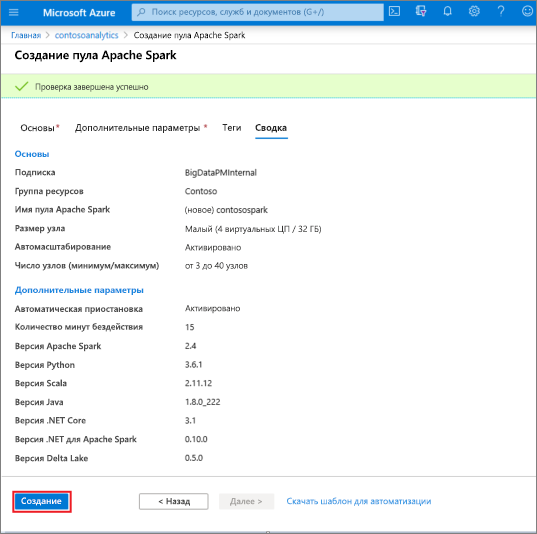 Microsoft Azure
Поиск ресурсов, служб и документов (G+/)
Главная > contosoanalytics > Создание пула Apache Spark
Создание пула Apache Spark
Проверка завершена успешно
Основы * Дополнительные параметры * Теги Сводка
Основы
Подписка BigDataPMInternal
Группа ресурсов Contoso
Имя пула Apache Spark (новое) contosospark
Размер узла Малый (4 виртуальных ЦП / 32 ГБ)
Автомасштабирование Активировано
Число узлов (минимум/максимум) от 3 до 40 узлов
Дополнительные параметры
Автоматическая приостановка Активировано
Количество минут бездействия 15
Версия Apache Spark 2.4
Версия Python 3.6.1
Версия Scala 2.11.12
Версия Java 1.8.0_222
Версия .NET Core 3.1
Версия .NET для Apache Spark 0.10.0
Версия Delta Lake 0.5.0
Создание < Назад Далее > Скачать шаблон для автоматизации